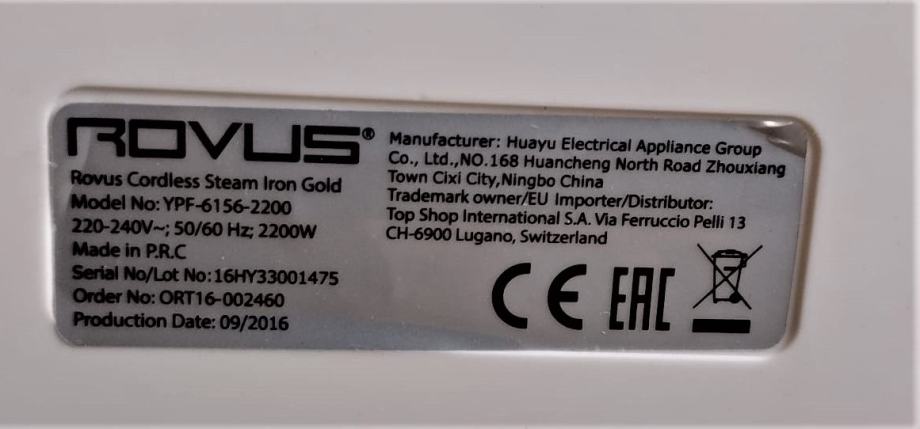 ROVUS®
Rovus Cordless Steam Iron Gold
Model No: YPF-6156-2200
220-240V~; 50/60 Hz; 2200W
Made in P.R.C
Serial No/Lot No:16HY33001475
Order No: ORT16-002460
Production Date: 09/2016
Manufacturer: Huayu Electrical Appliance Group
Co., Ltd.,NO.168 Huancheng North Road Zhouxiang
Town Cixi City,Ningbo China
Trademark owner/EU Importer/Distributor:
Top Shop International S.A. Via Ferruccio Pelli 13
CH-6900 Lugano, Switzerland
CE EAC